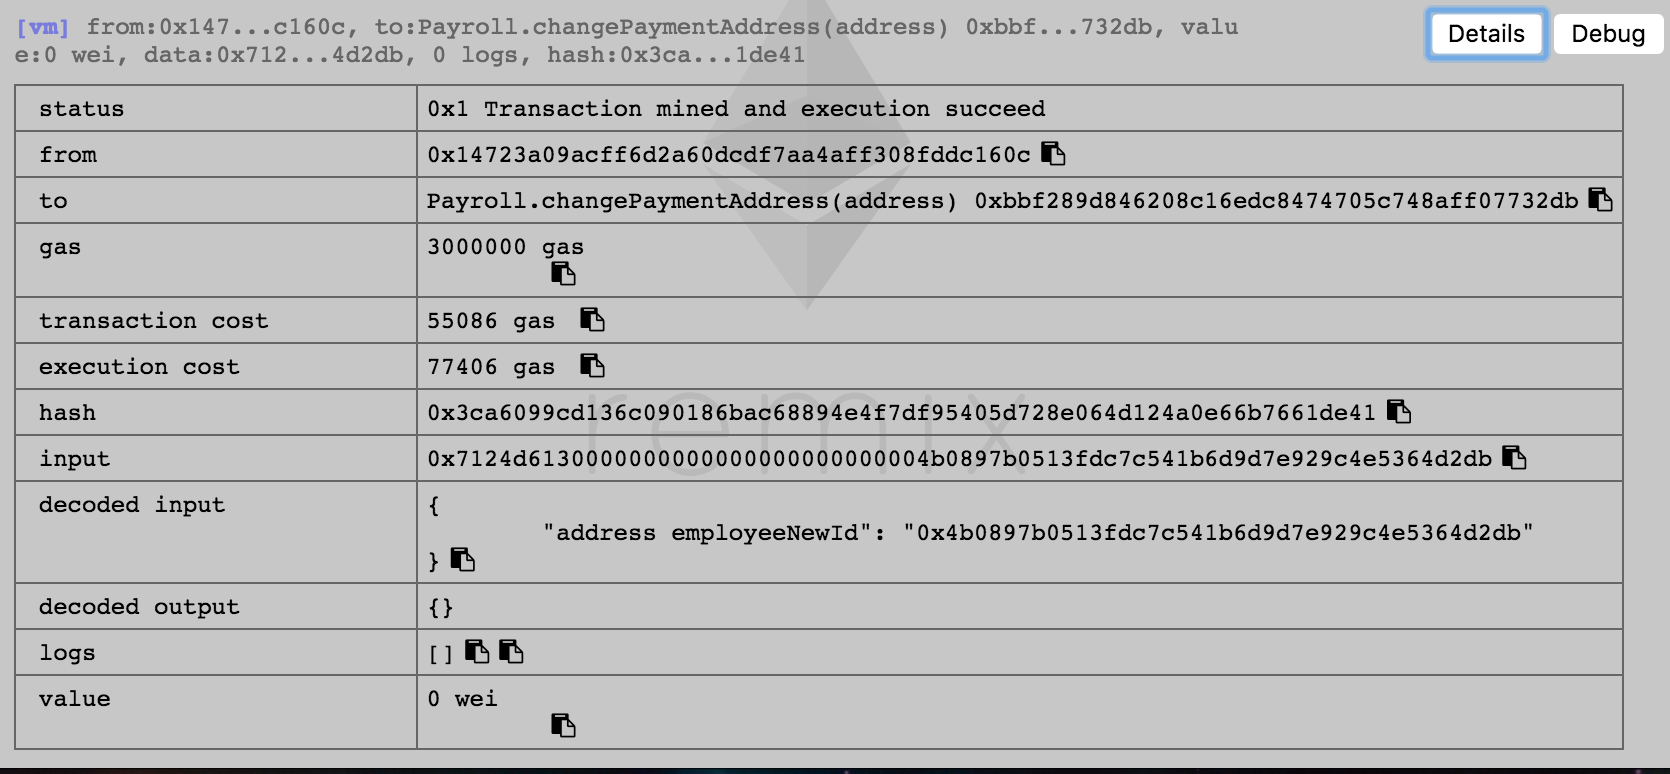 [vm] from:0x147...c160c, to:Payroll.changePaymentAddress(address) 0xbbf...732db, valu
e:0 wei, data:0x712...4d2db, 0 logs, hash:0x3ca...1de41
Details Debug
status 0x1 Transaction mined and execution succeed
from 0x14723a09acff6d2a60dcdf7aa4aff308fddc160c
to Payroll.changePaymentAddress(address) 0xbbf289d846208c16edc8474705c748aff07732db
gas 3000000 gas
transaction cost 55086 gas
execution cost 77406 gas
hash 0x3ca6099cd136c090186bac68894e4f7df95405d728e064d124a0e66b7661de41
input 0x7124d6130000000000000000000000004b0897b0513fdc7c541b6d9d7e929c4e5364d2db
decoded input {
"address employeeNewId": "0x4b0897b0513fdc7c541b6d9d7e929c4e5364d2db"
}
decoded output {}
logs []
value 0 wei
remix